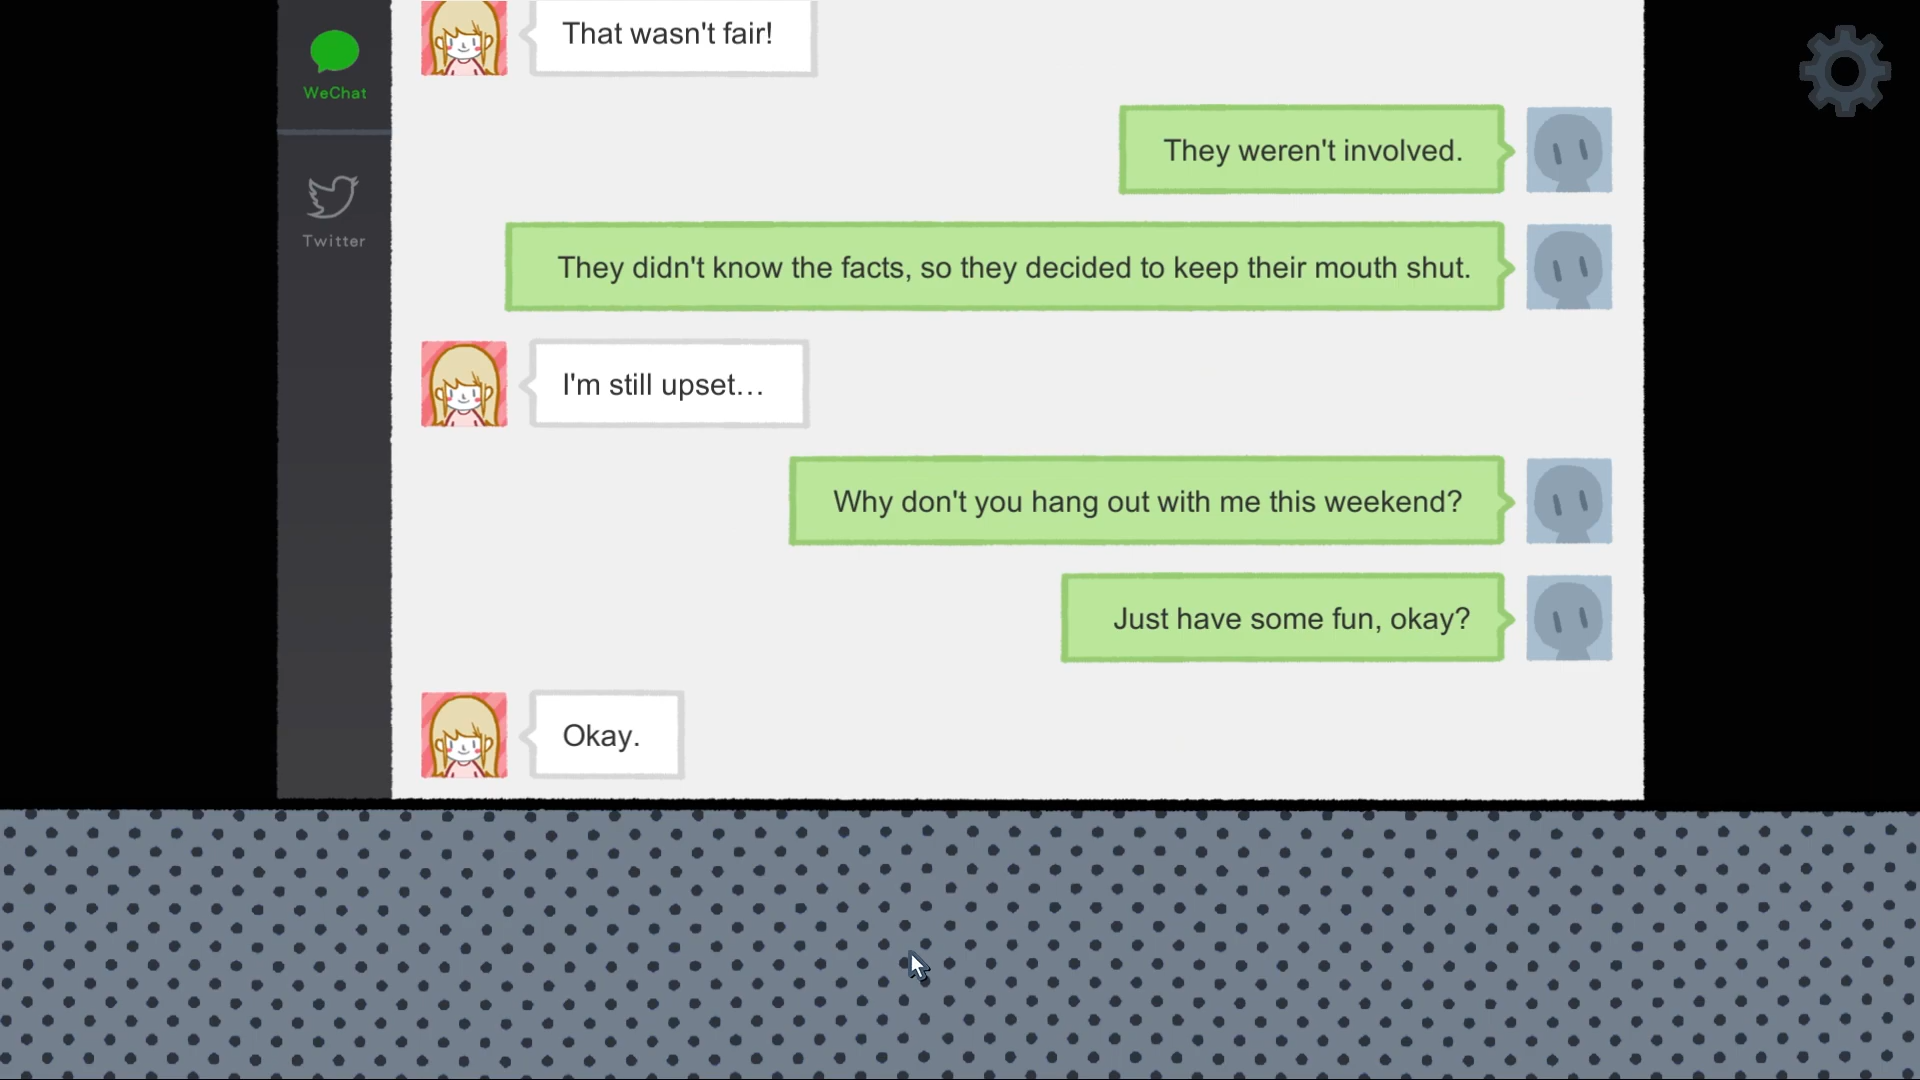 That wasn't fair!
WeChat
They weren't involved.
Twitter
They didn't know the facts, so they decided to keep their mouth shut.
I'm still upset…
Why don't you hang out with me this weekend?
Just have some fun, okay?
Okay.